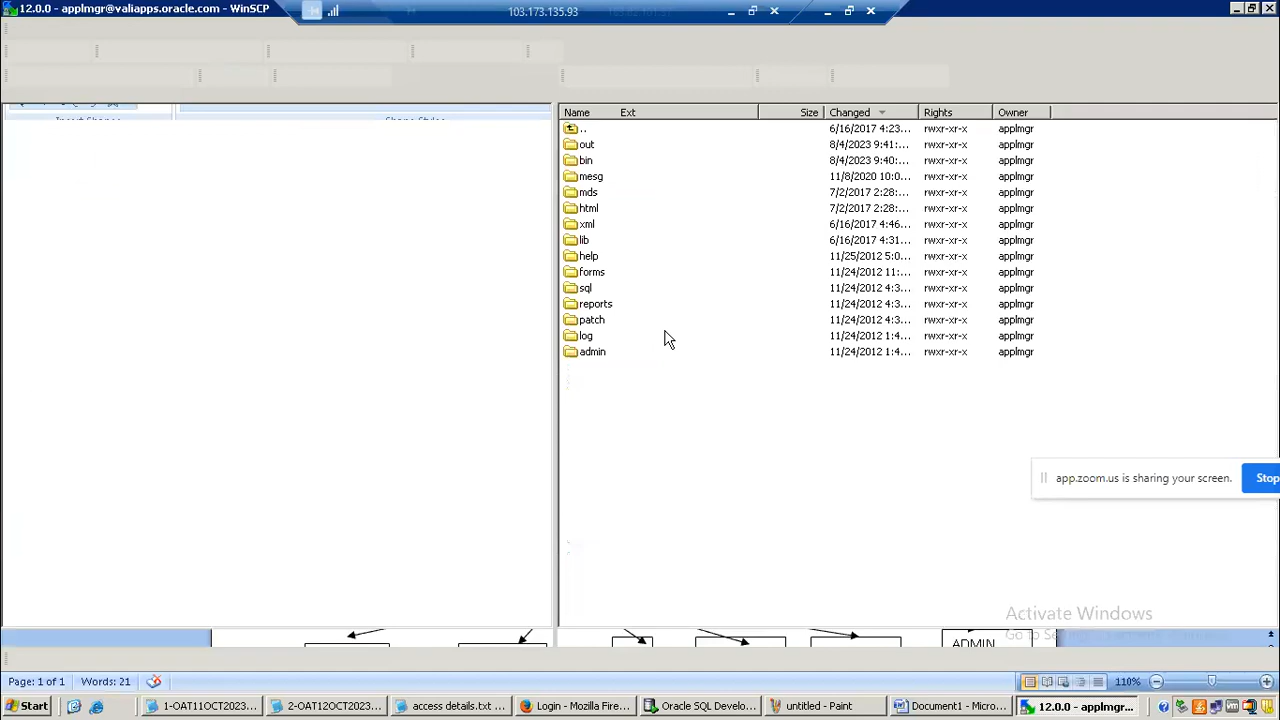 12.0.0 - applmgr@valiapps.oracle.com - WinSCP
103.173.135.93
Name Ext Size Changed Rights Owner
.. 6/16/2017 4:23... rwxr-xr-x applmgr
out 8/4/2023 9:41:... rwxr-xr-x applmgr
bin 8/4/2023 9:40:... rwxr-xr-x applmgr
mesg 11/8/2020 10:0... rwxr-xr-x applmgr
mds 7/2/2017 2:28:... rwxr-xr-x applmgr
html 7/2/2017 2:28:... rwxr-xr-x applmgr
xml 6/16/2017 4:46... rwxr-xr-x applmgr
lib 6/16/2017 4:31... rwxr-xr-x applmgr
help 11/25/2012 5:0... rwxr-xr-x applmgr
forms 11/24/2012 11:... rwxr-xr-x applmgr
sql 11/24/2012 4:3... rwxr-xr-x applmgr
reports 11/24/2012 4:3... rwxr-xr-x applmgr
patch 11/24/2012 4:3... rwxr-xr-x applmgr
log 11/24/2012 1:4... rwxr-xr-x applmgr
admin 11/24/2012 1:4... rwxr-xr-x applmgr
app.zoom.us is sharing your screen. Stop
Activate Windows
ADMIN
Page: 1 of 1 Words: 21 110%
Start 1-OAT11OCT2023... 2-OAT11OCT2023... access details.txt ... Login - Mozilla Fire... Oracle SQL Develo... untitled - Paint Document1 - Micros... 12.0.0 - applmgr...